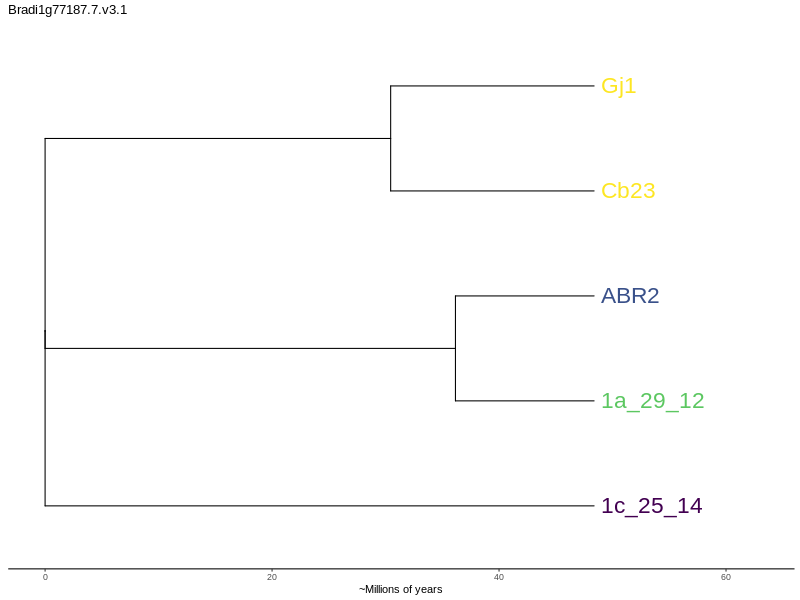 Bradi1g77187.7.v3.1
Gj1
Cb23
ABR2
1a_29_12
1c_25_14
0 20 40 60
~Millions of years